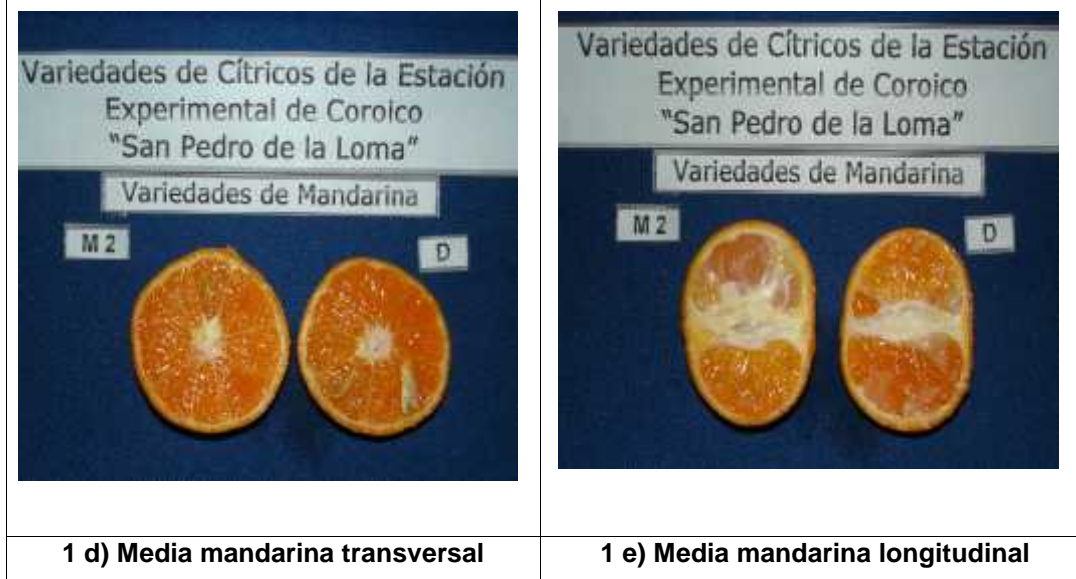 Variedades de Cítricos de la Estación
Experimental de Coroico
"San Pedro de la Loma"
Variedades de Mandarina
M 2
D
Variedades de Cítricos de la Estación
Experimental de Coroico
"San Pedro de la Loma"
Variedades de Mandarina
M 2
D
1 d) Media mandarina transversal
1 e) Media mandarina longitudinal